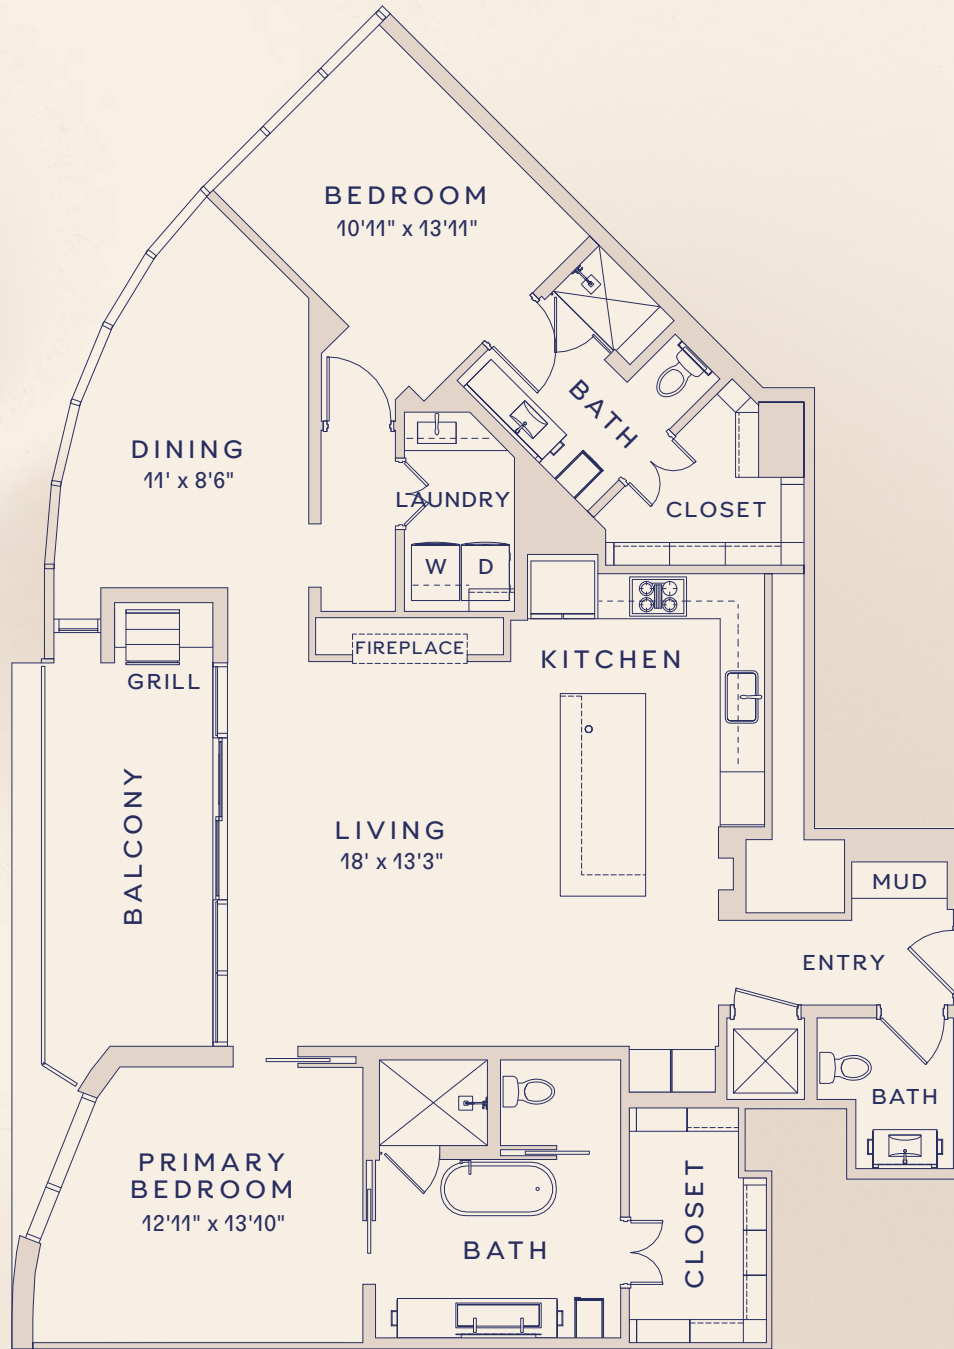 BEDROOM
10'11" x 13'11"
BATH
DINING
11' x 8'6"
LAUNDRY
CLOSET
W
D
FIREPLACE
KITCHEN
GRILL
BALCONY
LIVING
18' x 13'3"
MUD
ENTRY
BATH
PRIMARY
BEDROOM
12'11" x 13'10"
BATH
CLOSET